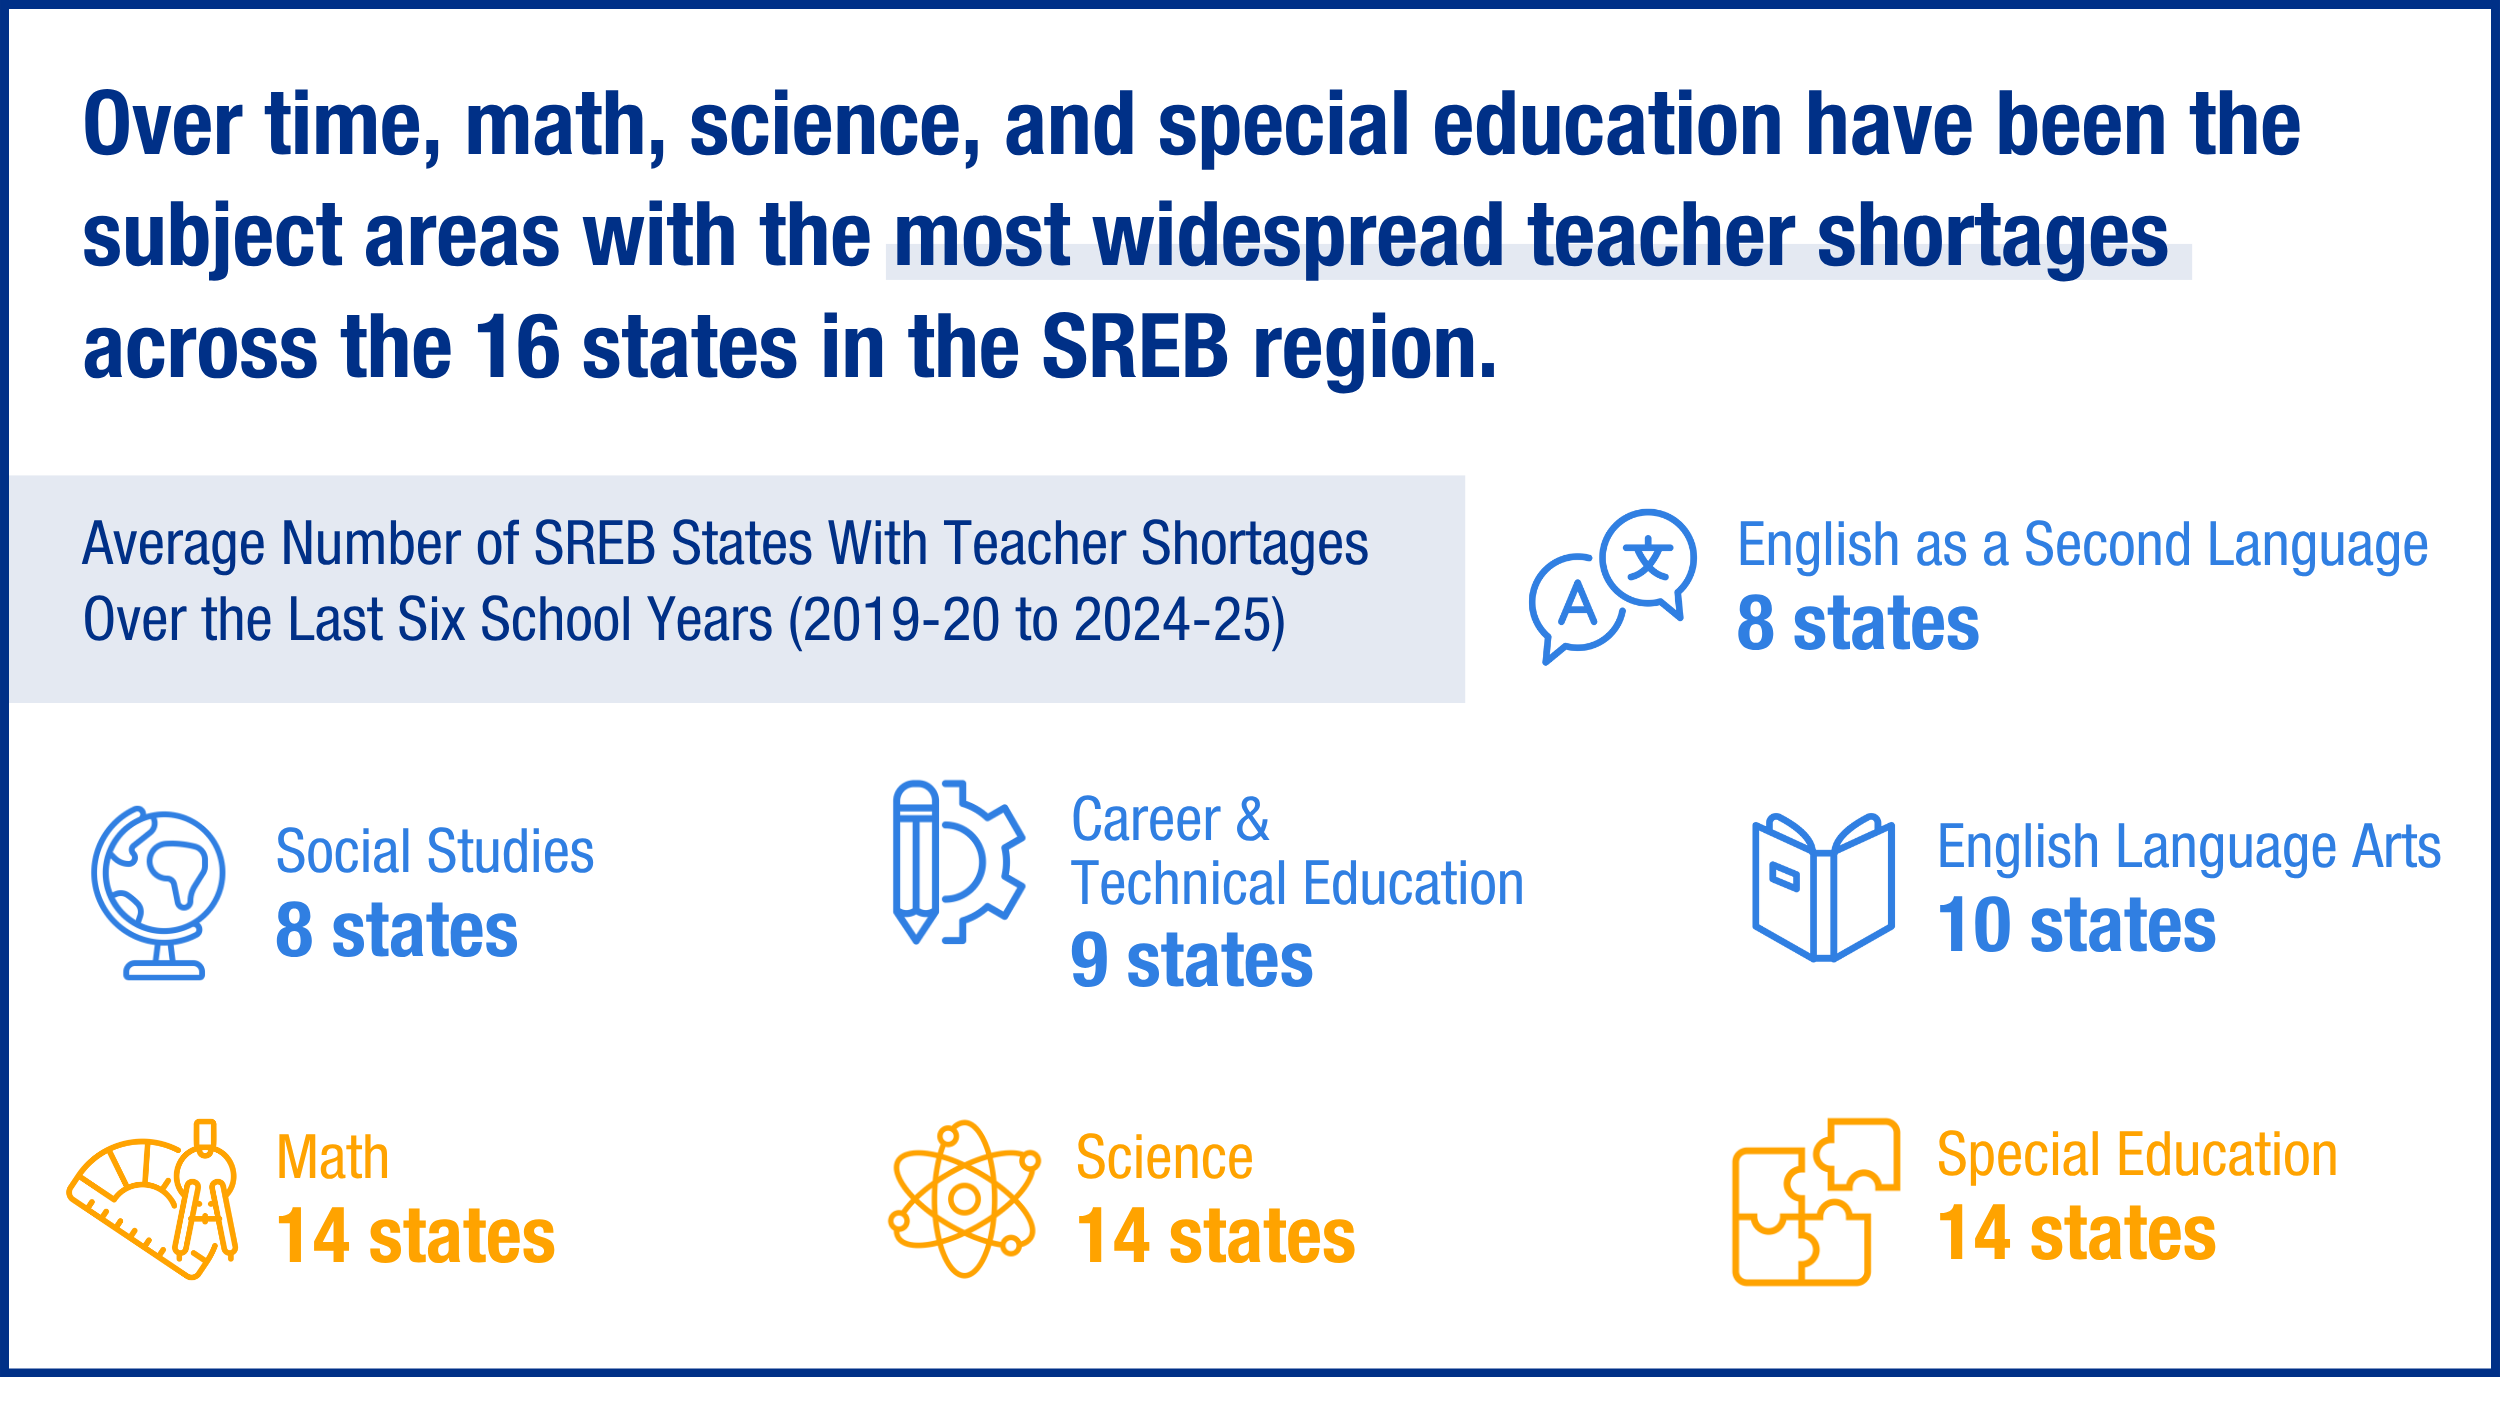 Over time, math, science, and special education have been the
subject areas with the most widespread teacher shortages
across the 16 states in the SREB region.
Average Number of SREB States With Teacher Shortages
Over the Last Six School Years (2019-20 to 2024-25)
A
文
English as a Second Language
8 states
Social Studies
8 states
Career &
Technical Education
9 states
English Language Arts
10 states
Math
14 states
Science
14 states
Special Education
14 states